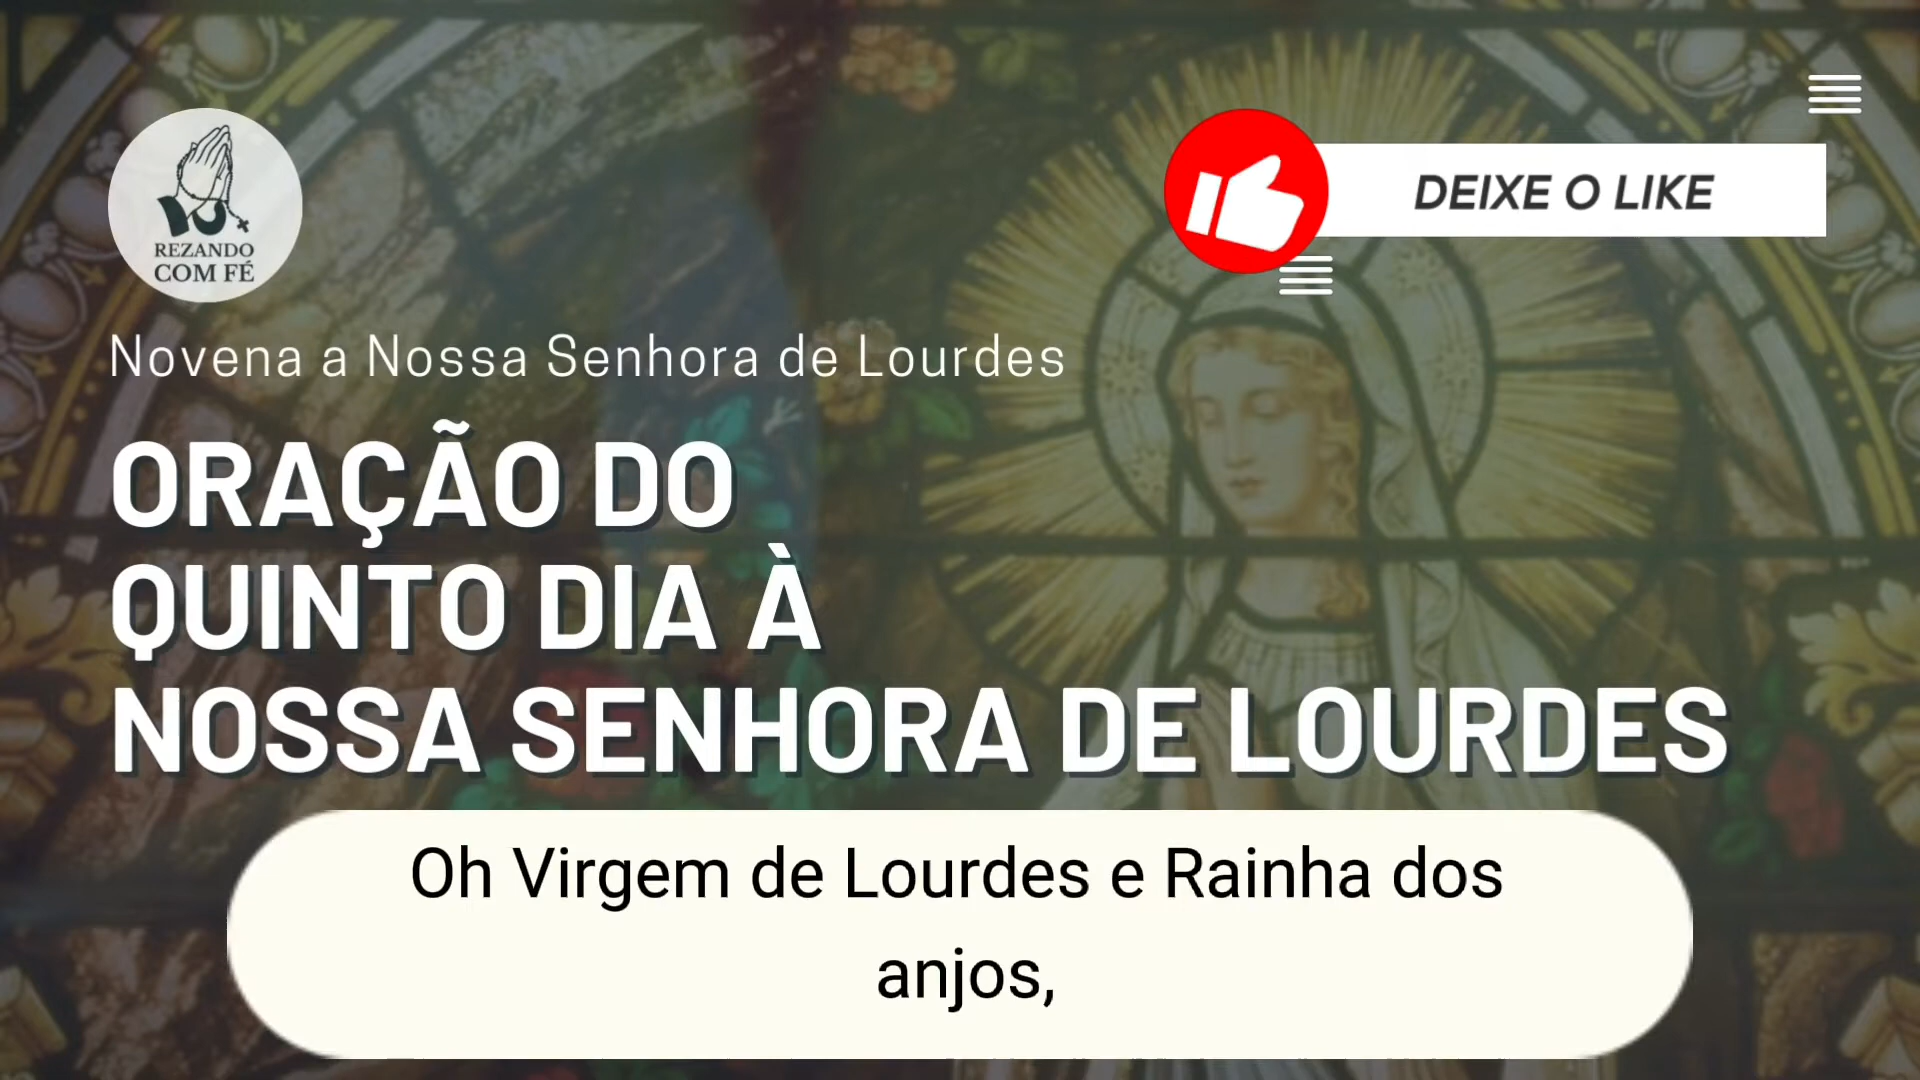 REZANDO
COM FÉ
DEIXE O LIKE
Novena a Nossa Senhora de Lourdes
ORAÇÃO DO
QUINTO DIA À
NOSSA SENHORA DE LOURDES
Oh Virgem de Lourdes e Rainha dos
anjos,